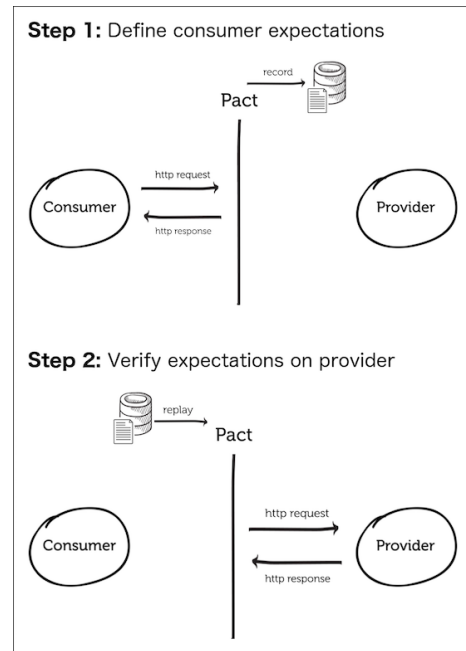 Step 1: Define consumer expectations
record
Pact
http request
Consumer
Provider
http response
Step 2: Verify expectations on provider
replay
Pact
http request
Consumer
Provider
http response